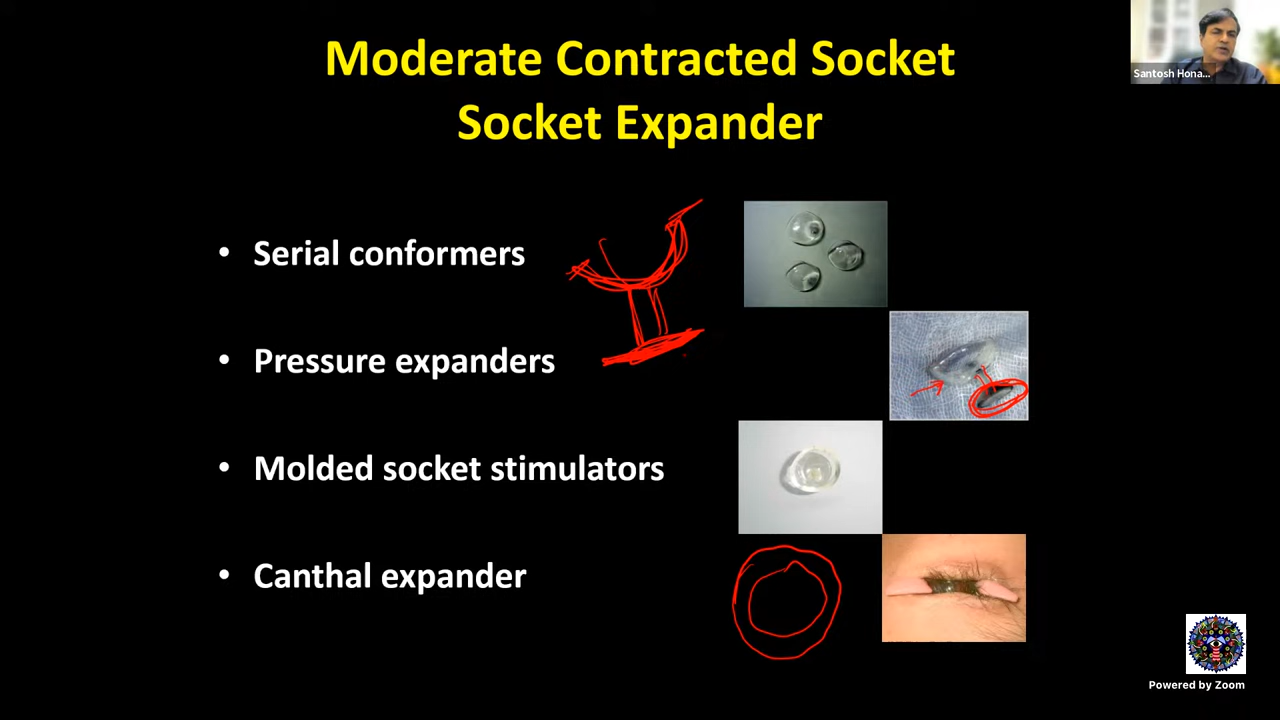 Moderate Contracted Socket
Socket Expander
Santosh Hona...
• Serial conformers
• Pressure expanders
• Molded socket stimulators
• Canthal expander
Powered by Zoom